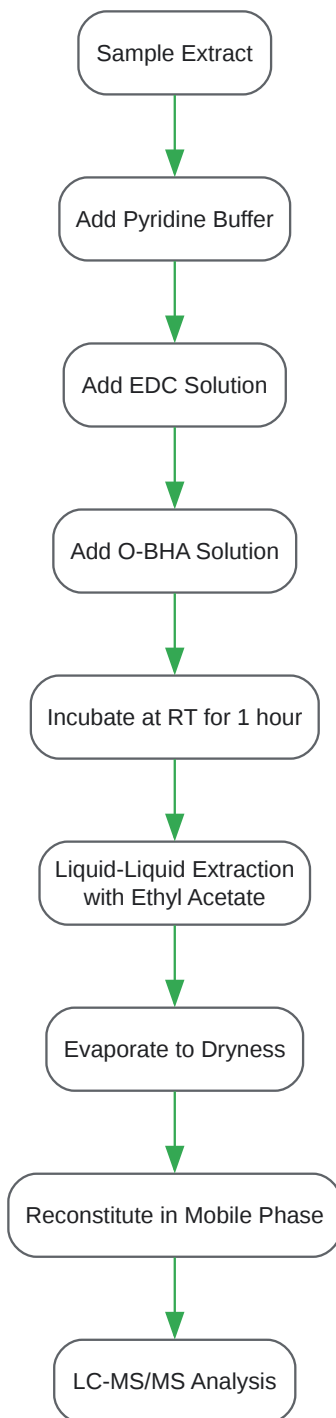 Sample Extract
Add Pyridine Buffer
Add EDC Solution
Add O-BHA Solution
Incubate at RT for 1 hour
Liquid-Liquid Extraction
with Ethyl Acetate
Evaporate to Dryness
Reconstitute in Mobile Phase
LC-MS/MS Analysis